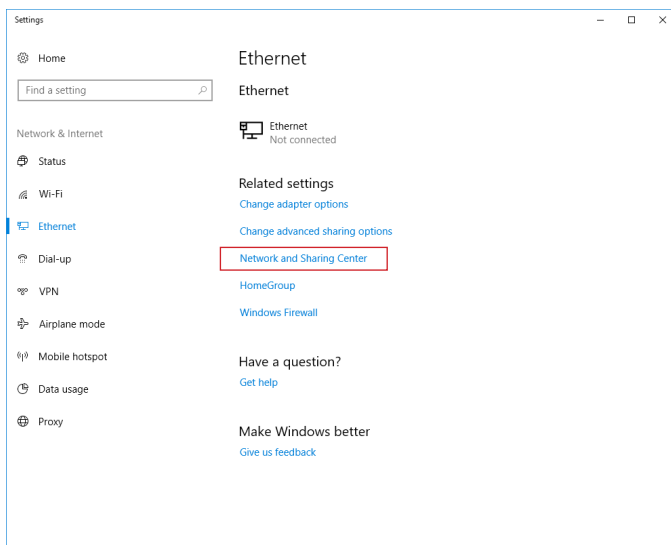 Settings
Home
Find a setting
Network & Internet
Status
Wi-Fi
Ethernet
Dial-up
VPN
Airplane mode
Mobile hotspot
Data usage
Proxy
Ethernet
Ethernet
Ethernet
Not connected
Related settings
Change adapter options
Change advanced sharing options
Network and Sharing Center
HomeGroup
Windows Firewall
Have a question?
Get help
Make Windows better
Give us feedback